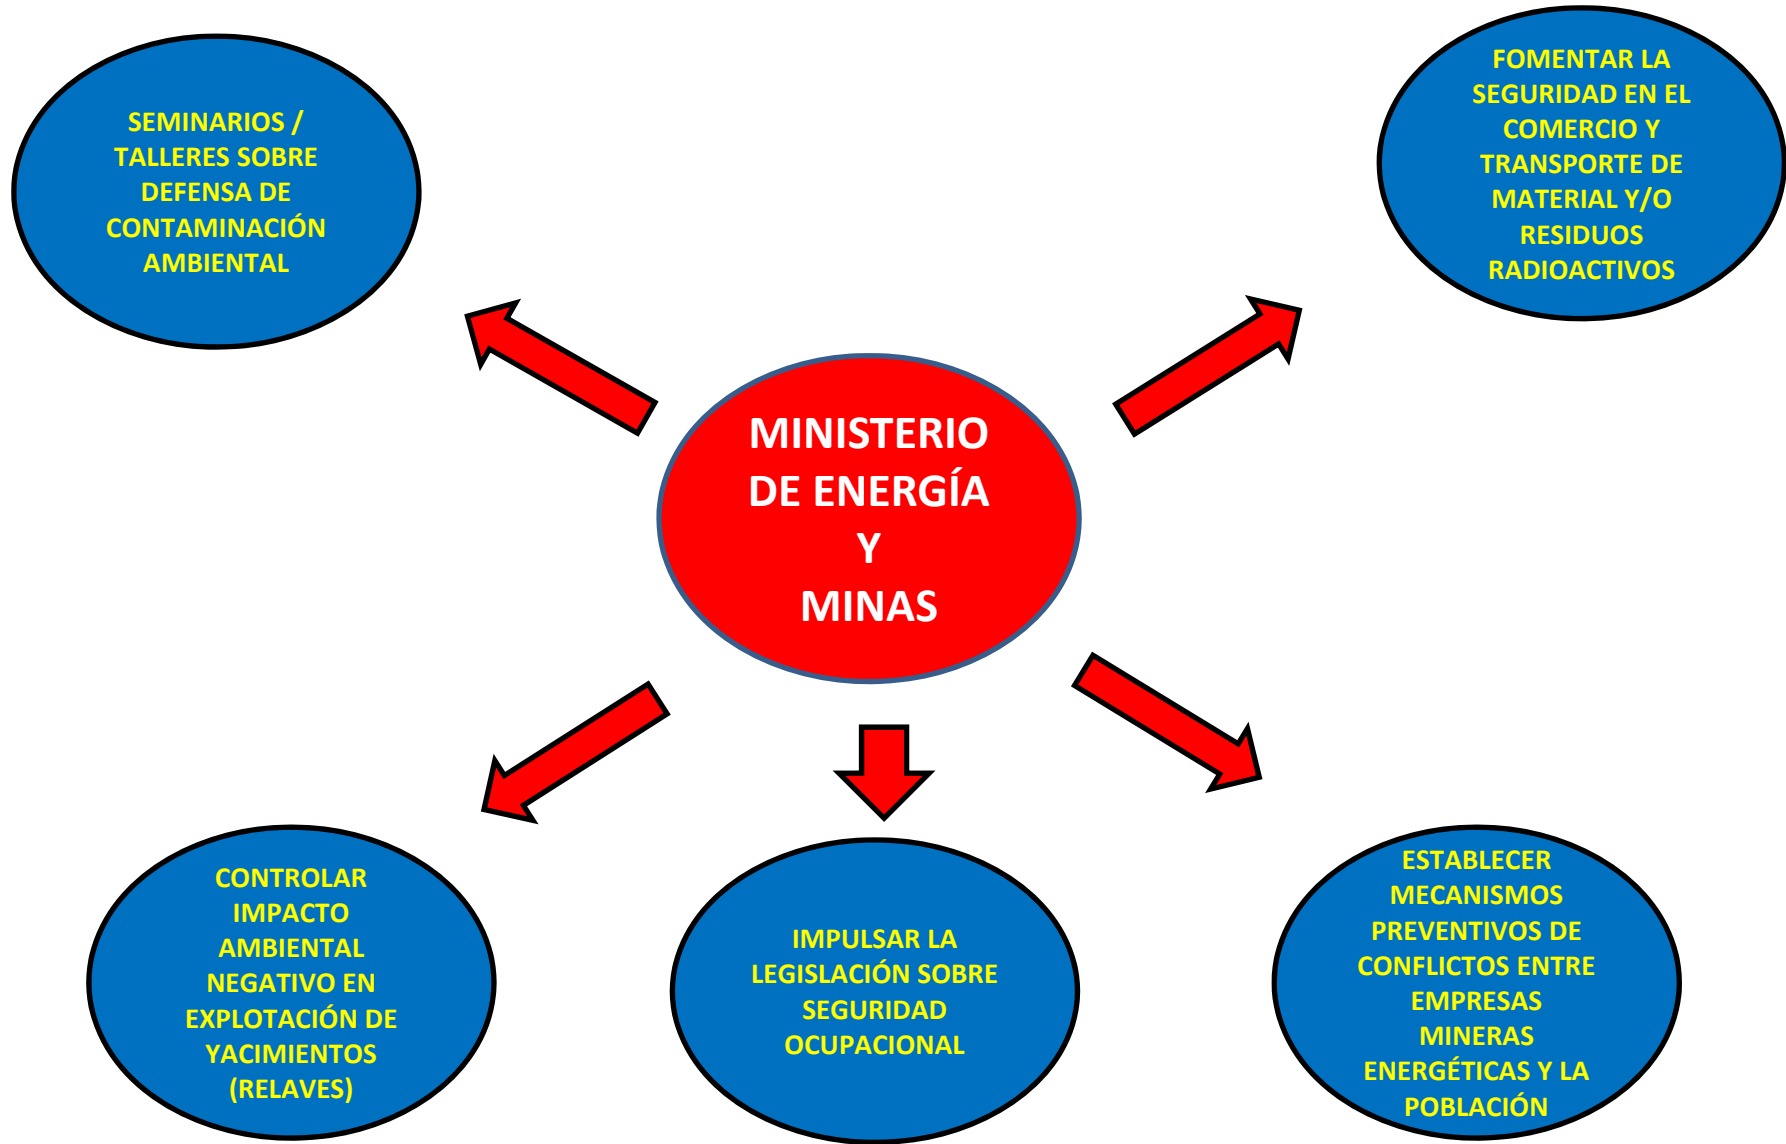 SEMINARIOS /
TALLERES SOBRE
DEFENSA DE
CONTAMINACIÓN
AMBIENTAL
FOMENTAR LA
SEGURIDAD EN EL
COMERCIO Y
TRANSPORTE DE
MATERIAL Y/O
RESIDUOS
RADIOACTIVOS
MINISTERIO
DE ENERGÍA
Y
MINAS
CONTROLAR
IMPACTO
AMBIENTAL
NEGATIVO EN
EXPLOTACIÓN DE
YACIMIENTOS
(RELAVES)
IMPULSAR LA
LEGISLACIÓN SOBRE
SEGURIDAD
OCUPACIONAL
ESTABLECER
MECANISMOS
PREVENTIVOS DE
CONFLICTOS ENTRE
EMPRESAS
MINERAS
ENERGÉTICAS Y LA
POBLACIÓN